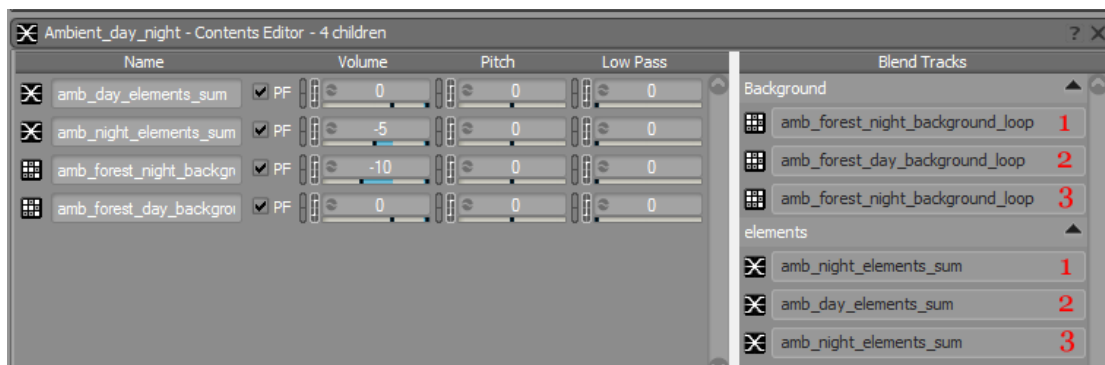 Ambient_day_night - Contents Editor - 4 children ? X
Name Volume Pitch Low Pass
amb_day_elements_sum PF 0 0 0
amb_night_elements_sum PF -5 0 0
amb_forest_night_backgr PF -10 0 0
amb_forest_day_backgrou PF 0 0 0
Blend Tracks
Background
amb_forest_night_background_loop 1
amb_forest_day_background_loop 2
amb_forest_night_background_loop 3
elements
amb_night_elements_sum 1
amb_day_elements_sum 2
amb_night_elements_sum 3